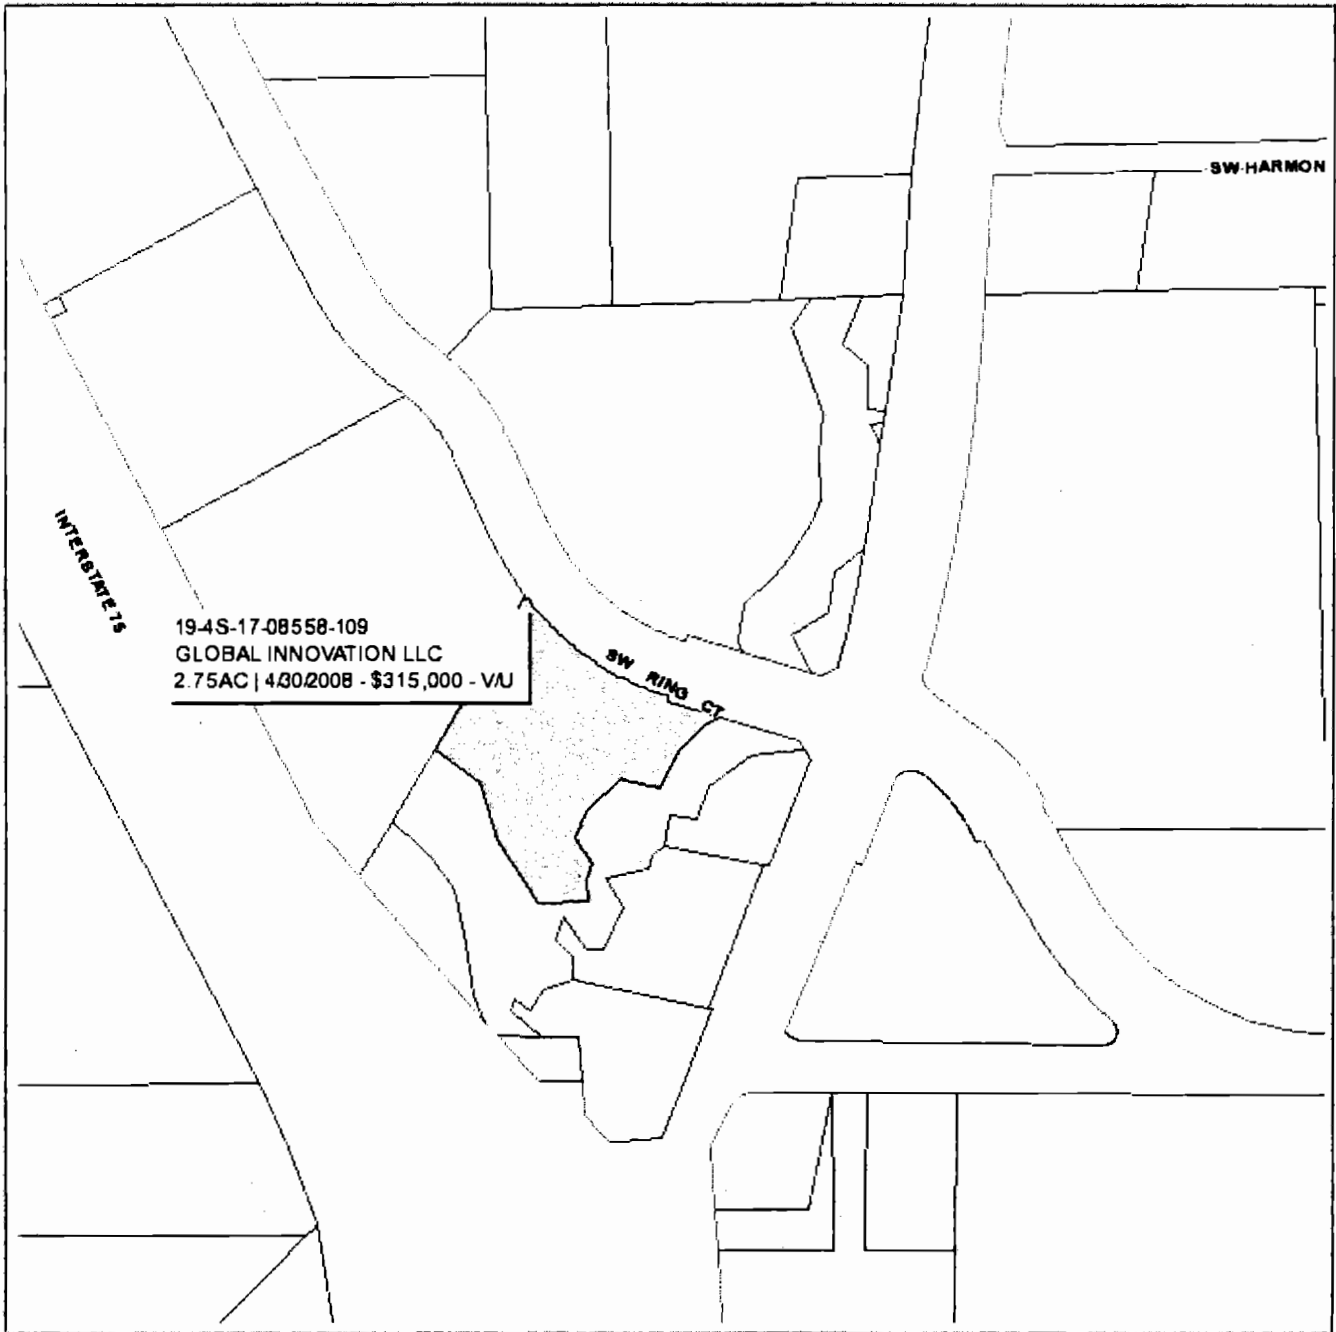 SW HARMON
INTERSTATE 75
19-4S-17-08558-109
GLOBAL INNOVATION LLC
2.75AC | 4/30/2008 - $315,000 - V/U
SW RING CT